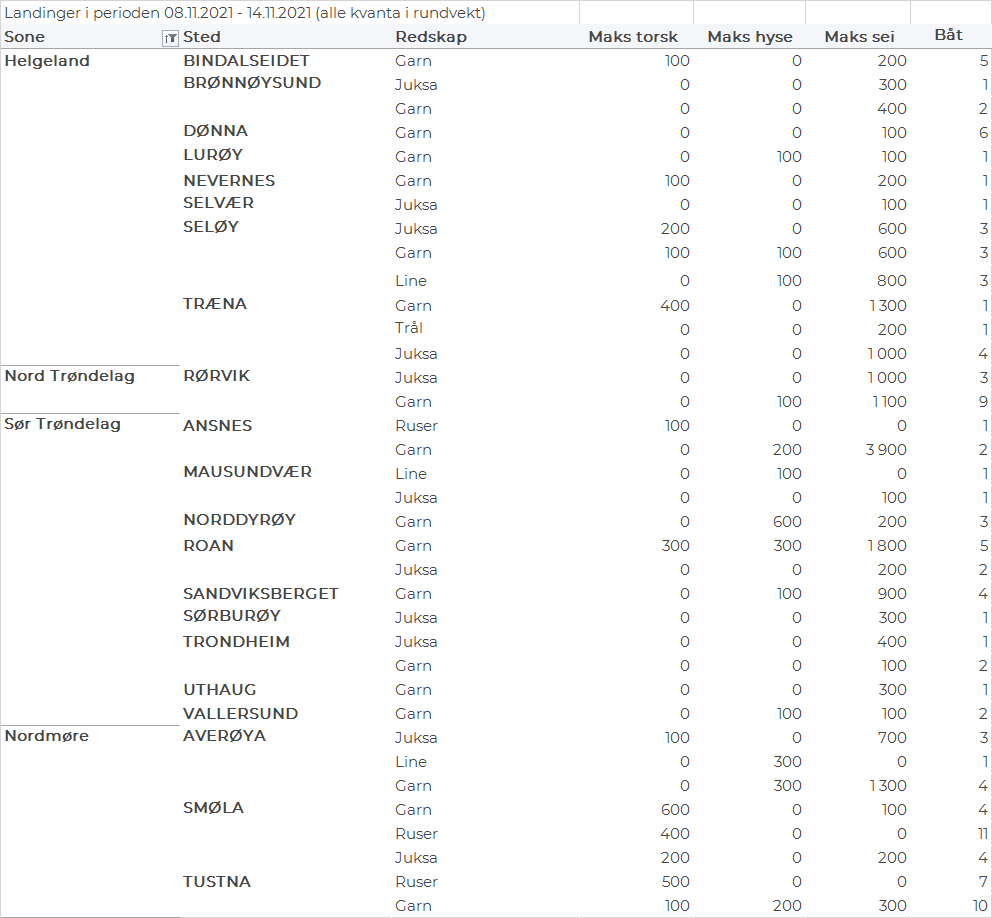 Landinger i perioden 08.11.2021 - 14.11.2021 (alle kvanta i rundvekt)
Sone Sted Redskap Maks torsk Maks hyse Maks sei Båt
Helgeland BINDALSEIDET Garn 100 0 200 5
BRØNNØYSUND Juksa 0 0 300 1
Garn 0 0 400 2
DØNNA Garn 0 0 100 6
LURØY Garn 0 100 100 1
NEVERNES Garn 100 0 200 1
SELVÆR Juksa 0 0 100 1
SELØY Juksa 200 0 600 3
Garn 100 100 600 3
Line 0 100 800 3
TRÆNA Garn 400 0 1 300 1
Trål 0 0 200 1
Juksa 0 0 1 000 4
Nord Trøndelag RØRVIK Juksa 0 0 1 000 3
Garn 0 100 1 100 9
Sør Trøndelag ANSNES Ruser 100 0 0 1
Garn 0 200 3 900 2
MAUSUNDVÆR Line 0 100 0 1
Juksa 0 0 100 1
NORDDYRØY Garn 0 600 200 3
ROAN Garn 300 300 1 800 5
Juksa 0 0 200 2
SANDVIKSBERGET Garn 0 100 900 4
SØRBURØY Juksa 0 0 300 1
TRONDHEIM Juksa 0 0 400 1
Garn 0 0 100 2
UTHAUG Garn 0 0 300 1
VALLERSUND Garn 0 100 100 2
Nordmøre AVERØYA Juksa 100 0 700 3
Line 0 300 0 1
Garn 0 300 1 300 4
SMØLA Garn 600 0 100 4
Ruser 400 0 0 11
Juksa 200 0 200 4
TUSTNA Ruser 500 0 0 7
Garn 100 200 300 10